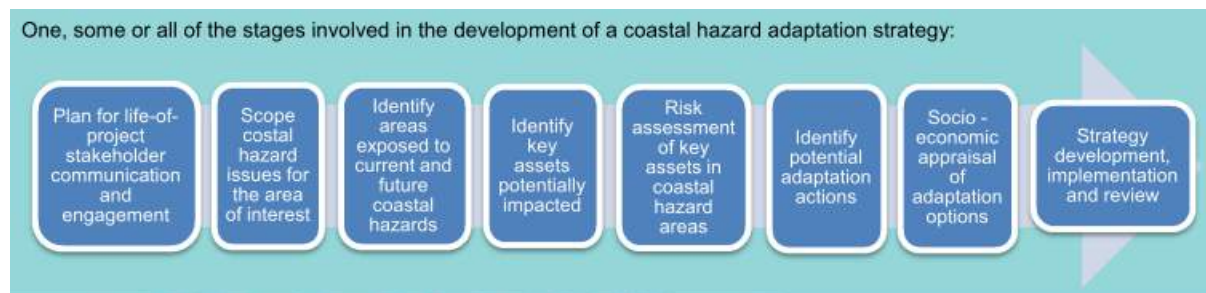 One, some or all of the stages involved in the development of a coastal hazard adaptation strategy:
Plan for life-of-
project
stakeholder
communication
and
engagement
Scope
costal
hazard
issues for
the area
of interest
Identify
areas
exposed to
current and
future
coastal
hazards
Identify
key
assets
potentially
impacted
Risk
assessment
of key
assets in
coastal
hazard
areas
Identify
potential
adaptation
actions
Socio -
economic
appraisal
of
adaptation
options
Strategy
development,
implementation
and review